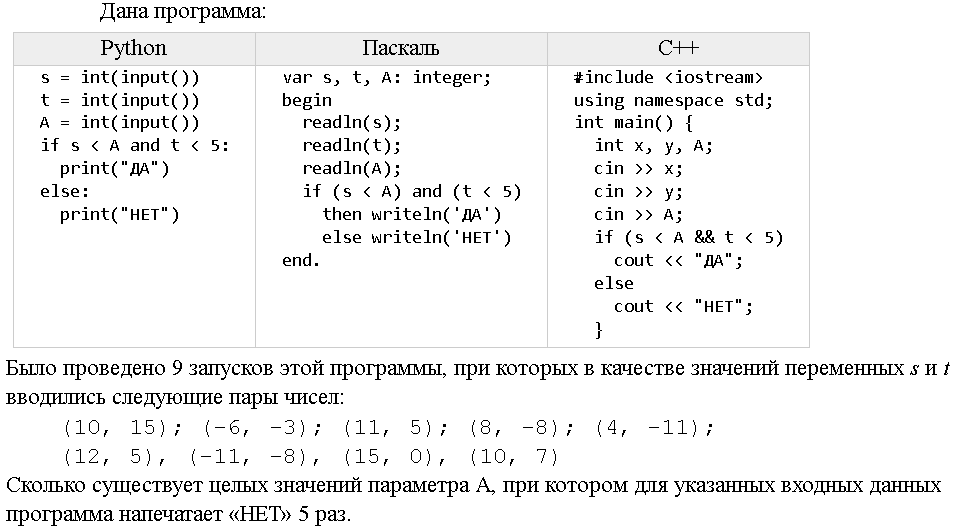 Дана программа:
Python
s = int(input())
t = int(input())
A = int(input())
if s < A and t < 5:
  print("ДА")
else:
  print("НЕТ")
Паскаль
var s, t, A: integer;
begin
  readln(s);
  readln(t);
  readln(A);
  if (s < A) and (t < 5)
    then writeln('ДА')
    else writeln('НЕТ')
end.
C++
#include <iostream>
using namespace std;
int main() {
  int x, y, A;
  cin >> x;
  cin >> y;
  cin >> A;
  if (s < A && t < 5)
    cout << "ДА";
  else
    cout << "НЕТ";
  }
Было проведено 9 запусков этой программы, при которых в качестве значений переменных s и t
вводились следующие пары чисел:
(10, 15); (-6, -3); (11, 5); (8, -8); (4, -11);
(12, 5), (-11, -8), (15, 0), (10, 7)
Сколько существует целых значений параметра А, при котором для указанных входных данных
программа напечатает «НЕТ» 5 раз.